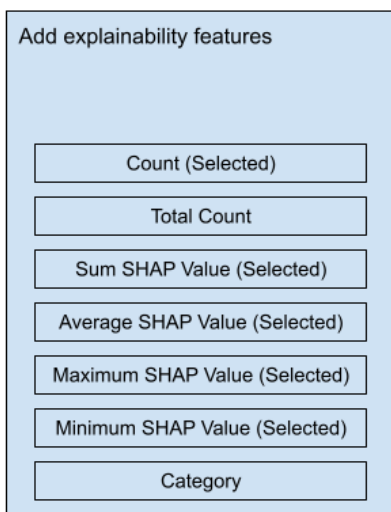 Add explainability features
Count (Selected)
Total Count
Sum SHAP Value (Selected)
Average SHAP Value (Selected)
Maximum SHAP Value (Selected)
Minimum SHAP Value (Selected)
Category